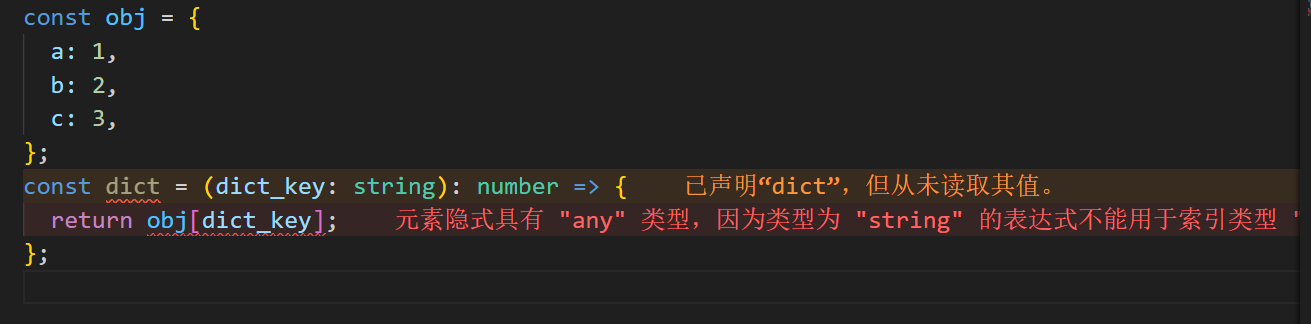 const obj = {
  a: 1,
  b: 2,
  c: 3,
};
const dict = (dict_key: string): number => {     已声明“dict”，但从未读取其值。
  return obj[dict_key];     元素隐式具有 "any" 类型，因为类型为 "string" 的表达式不能用于索引类型 "
};